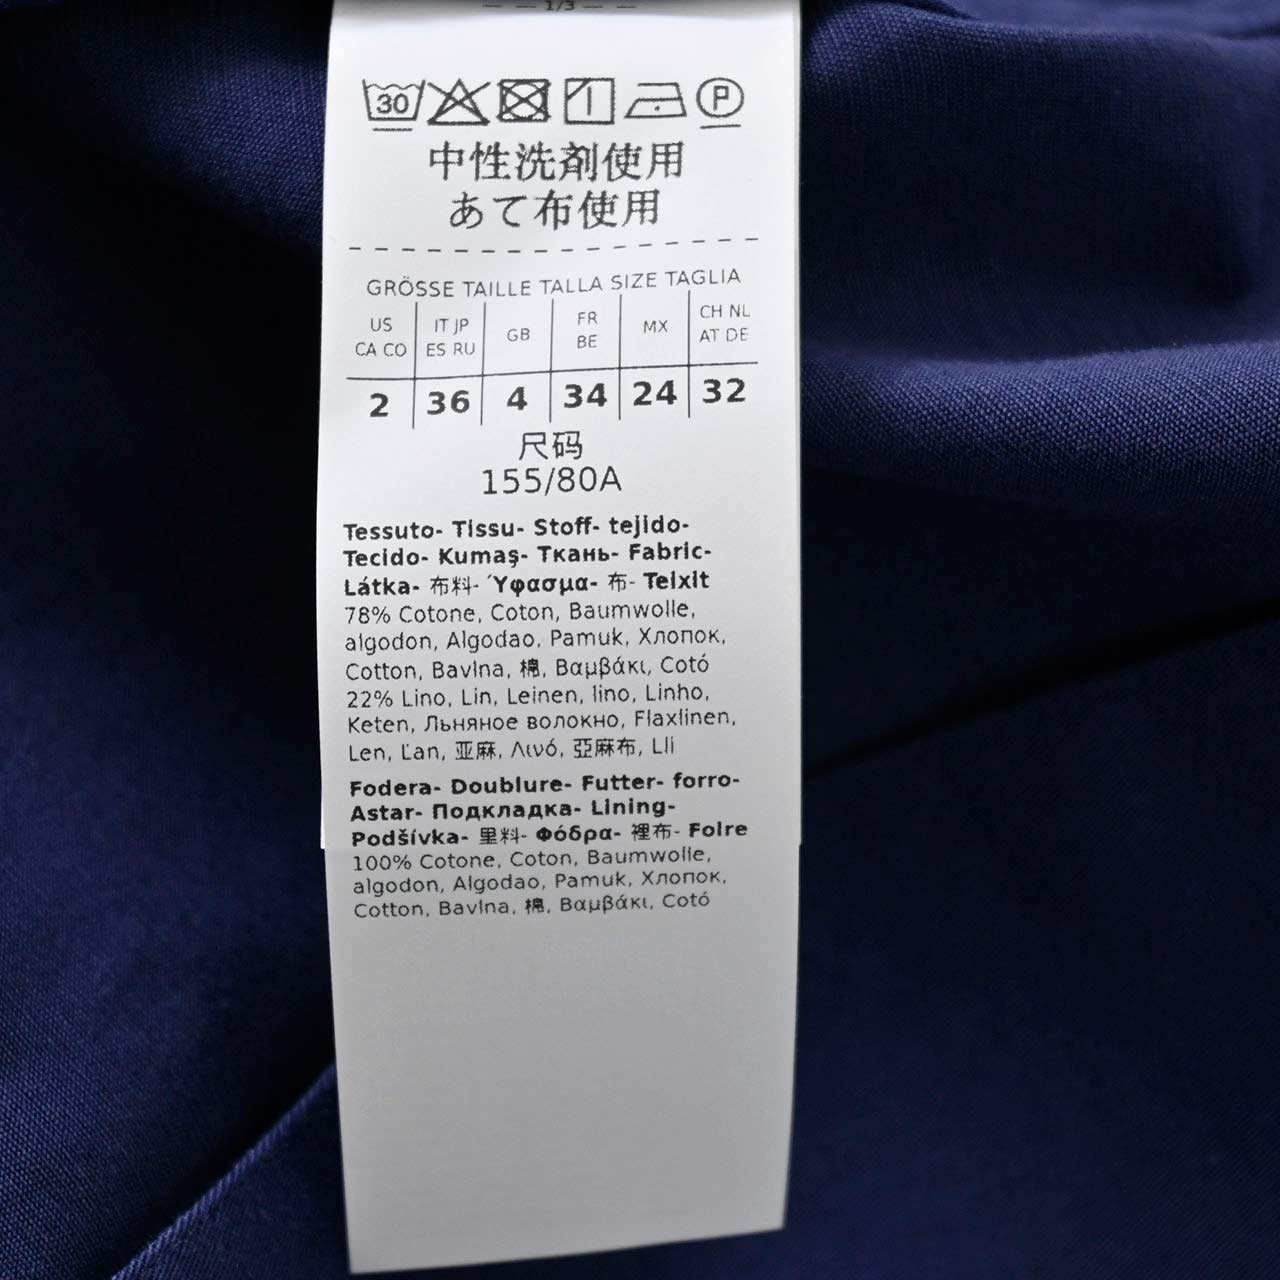 1/3
30 P
中性洗剤使用
あて布使用
GRÖSSE TAILLE TALLA SIZE TAGLIA
US CA CO IT JP ES RU GB FR BE MX CH NL AT DE
2 36 4 34 24 32
尺码
155/80A
Tessuto- Tissu- Stoff- tejido-
Tecido- Kumaş- Ткань- Fabric-
Látka- 布料- Ύφασμα- 布- Teixit
78% Cotone, Coton, Baumwolle,
algodon, Algodao, Pamuk, Хлопок,
Cotton, Bavlna, 棉, Βαμβάκι, Cotó
22% Lino, Lin, Leinen, lino, Linho,
Keten, Льняное волокно, Flaxlinen,
Len, Ľan, 亚麻, Λινό, 亞麻布, Lli
Fodera- Doublure- Futter- forro-
Astar- Подкладка- Lining-
Podšívka- 里料- Φόδρα- 裡布- Folre
100% Cotone, Coton, Baumwolle,
algodon, Algodao, Pamuk, Хлопок,
Cotton, Bavlna, 棉, Βαμβάκι, Cotó